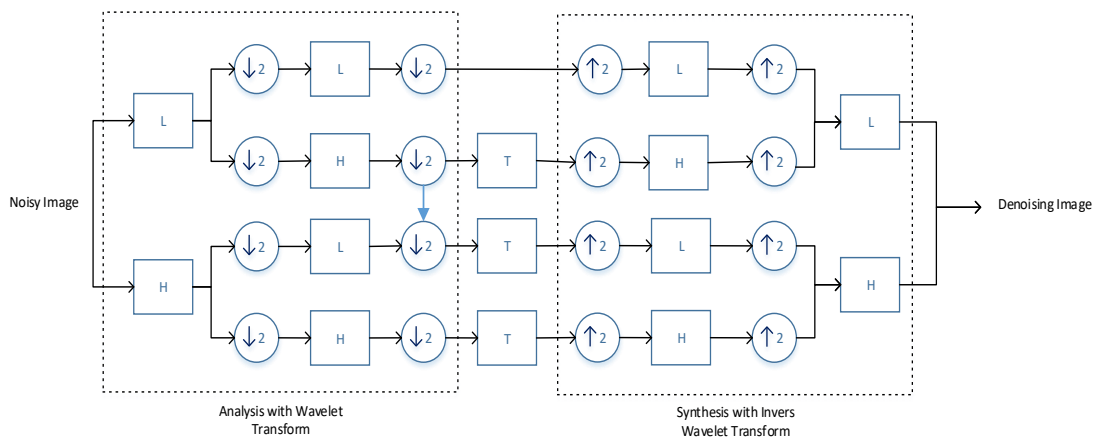 ↓2 L ↓2 ↑2 L ↑2
L L
↓2 H ↓2 T ↑2 H ↑2
Noisy Image Denoising Image
↓2 L ↓2 T ↑2 L ↑2
H H
↓2 H ↓2 T ↑2 H ↑2
Analysis with Wavelet
Transform
Synthesis with Invers
Wavelet Transform